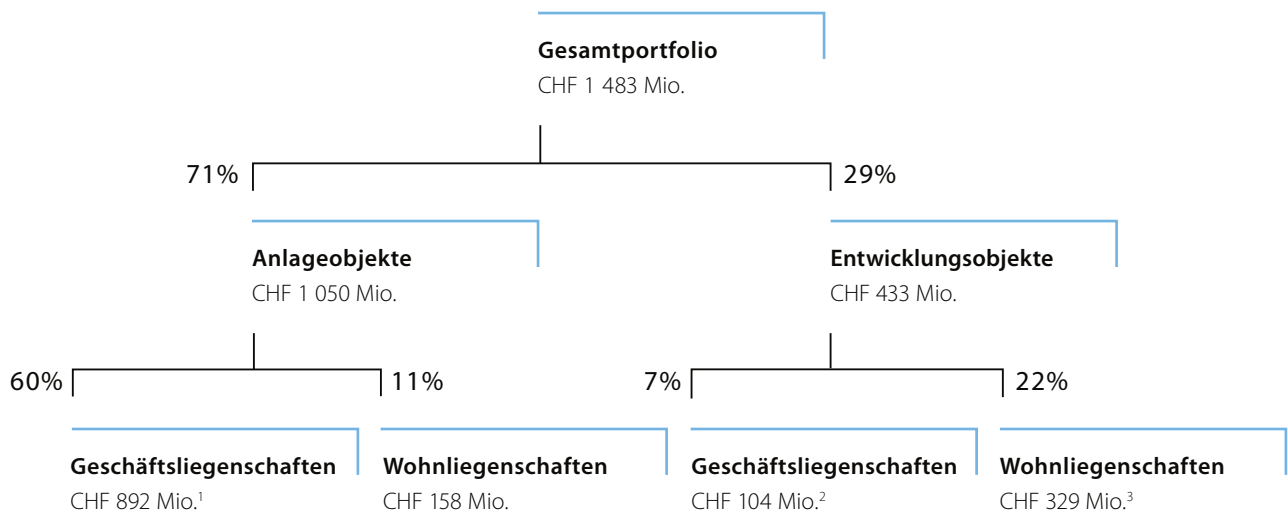 Gesamtportfolio
CHF 1 483 Mio.
71%
29%
Anlageobjekte
CHF 1 050 Mio.
Entwicklungsobjekte
CHF 433 Mio.
60%
11%
7%
22%
Geschäftsliegenschaften
CHF 892 Mio.¹
Wohnliegenschaften
CHF 158 Mio.
Geschäftsliegenschaften
CHF 104 Mio.²
Wohnliegenschaften
CHF 329 Mio.³